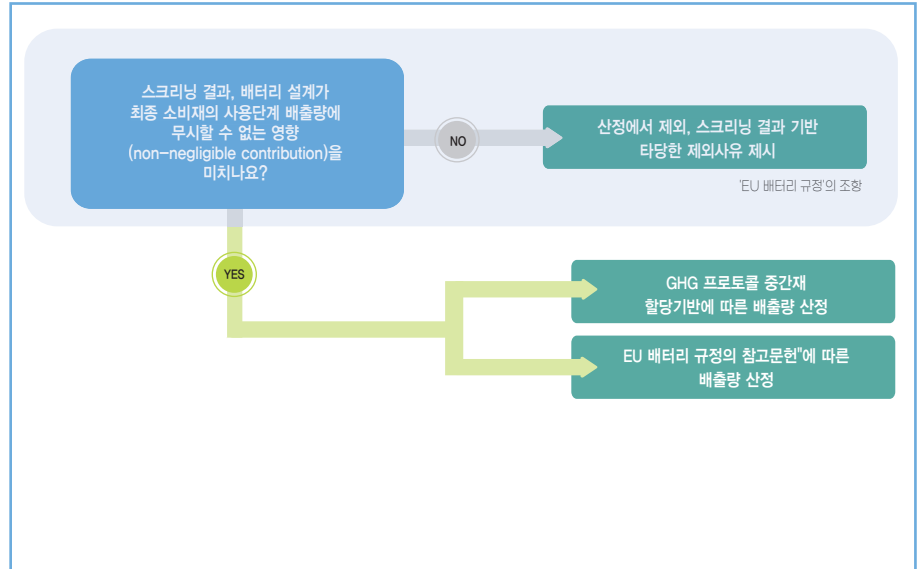 스크리닝 결과, 배터리 설계가
최종 소비재의 사용단계 배출량에
무시할 수 없는 영향
(non-negligible contribution)을
미치나요?
NO
산정에서 제외, 스크리닝 결과 기반
타당한 제외사유 제시
'EU 배터리 규정'의 조항
YES
GHG 프로토콜 중간재
할당기반에 따른 배출량 산정
EU 배터리 규정의 참고문헌"에 따른
배출량 산정